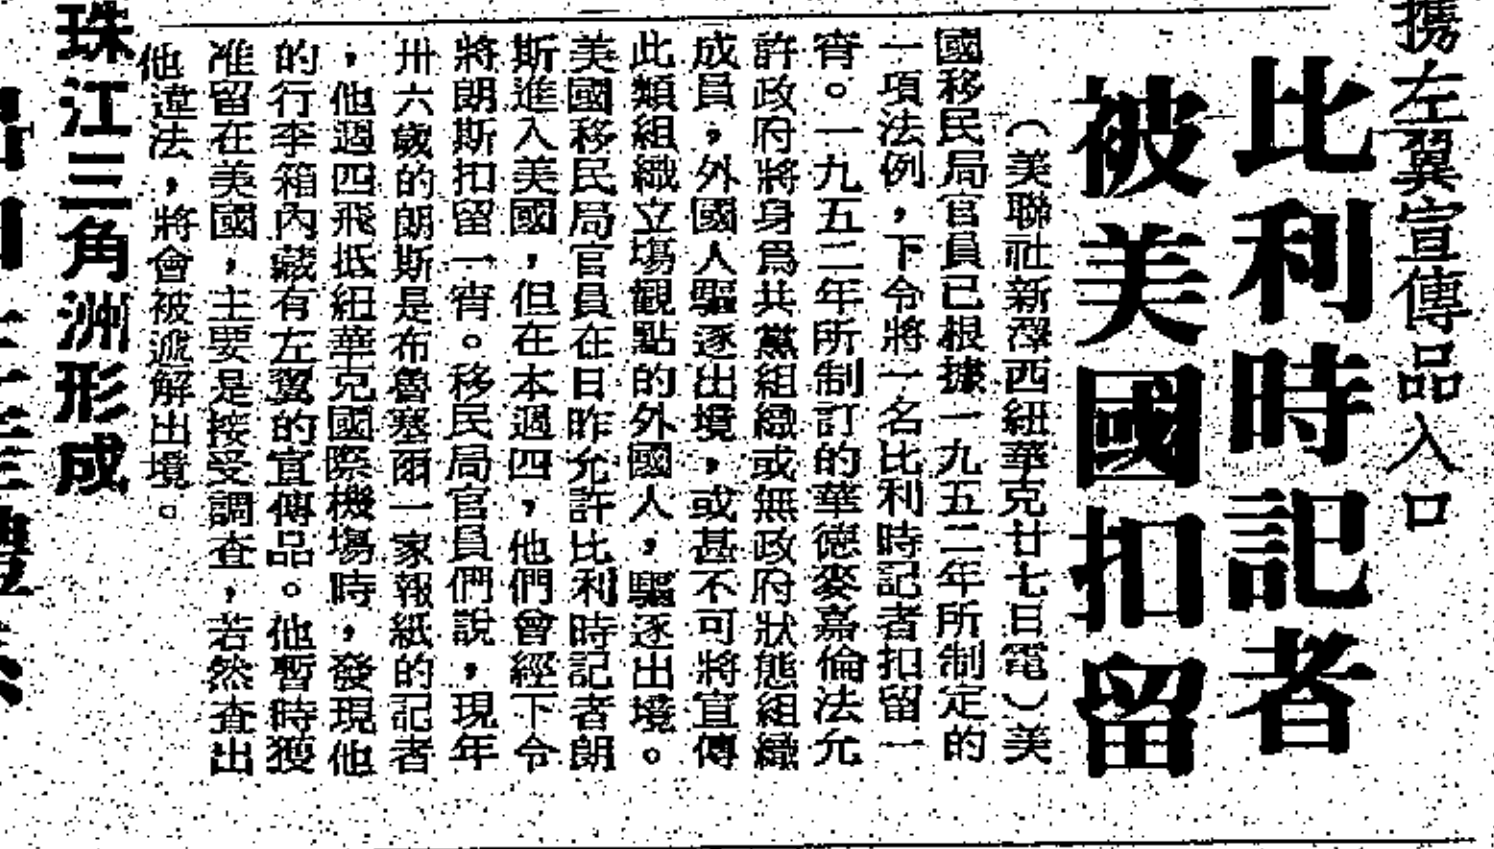 携左翼宣傳品入口
比利時記者
被美國扣留
（美聯社新澤西紐華克廿七日電）美
國移民局官員已根據一九五二年所制定的
一項法例，下令將一名比利時記者扣留一
宵。一九五二年所制訂的華德麥嘉倫法允
許政府將身爲共黨組織或無政府狀態組織
成員，外國人驅逐出境，或甚不可將宣傳
此類組織立場觀點的外國人，驅逐出境。
美國移民局官員在日昨允許比利時記者朗
斯進入美國，但在本週四，他們曾經下令
將朗斯扣留一宵。移民局官員們說，現年
卅六歲的朗斯是布魯塞爾一家報紙的記者
，他週四飛抵紐華克國際機場時，發現他
的行李箱內藏有左翼的宣傳品。他暫時獲
准留在美國，主要是接受調查，若然查出
他違法，將會被遞解出境。
珠江三角洲形成